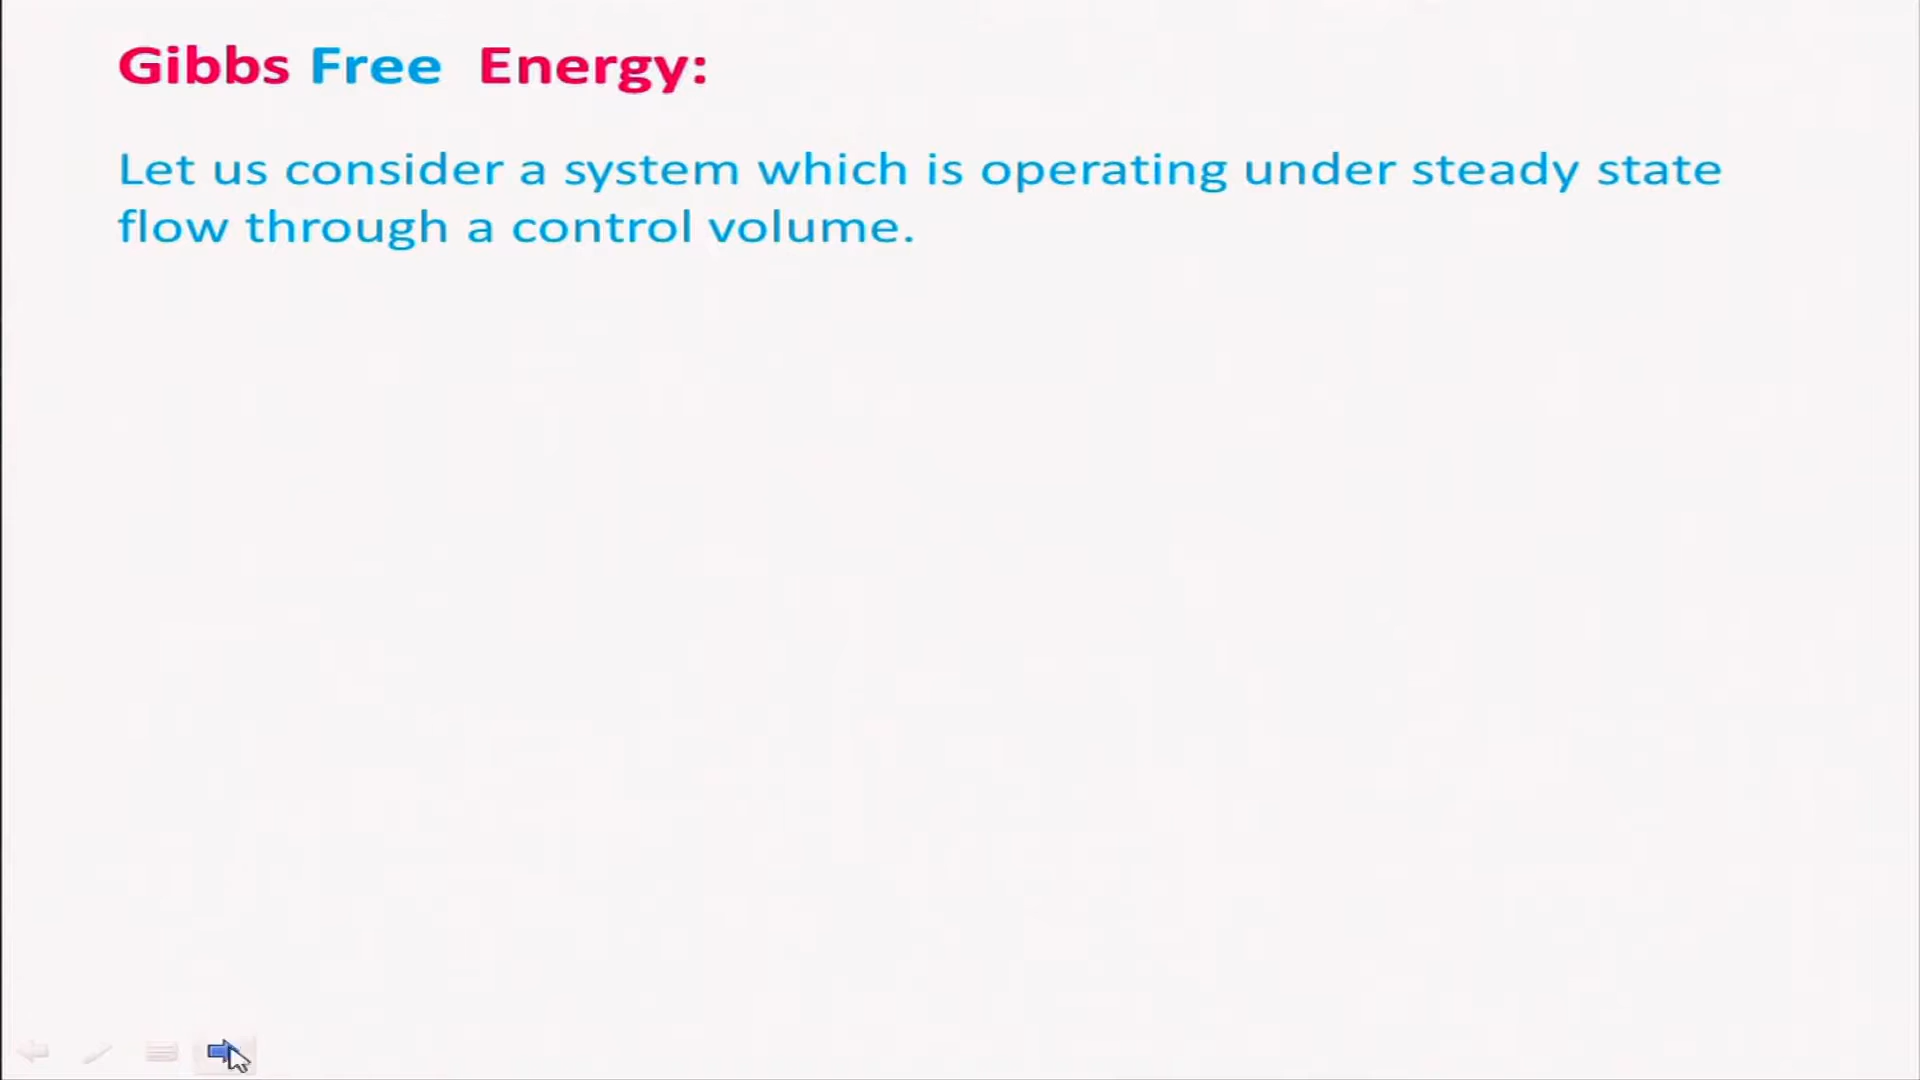 Gibbs Free Energy:
Let us consider a system which is operating under steady state
flow through a control volume.